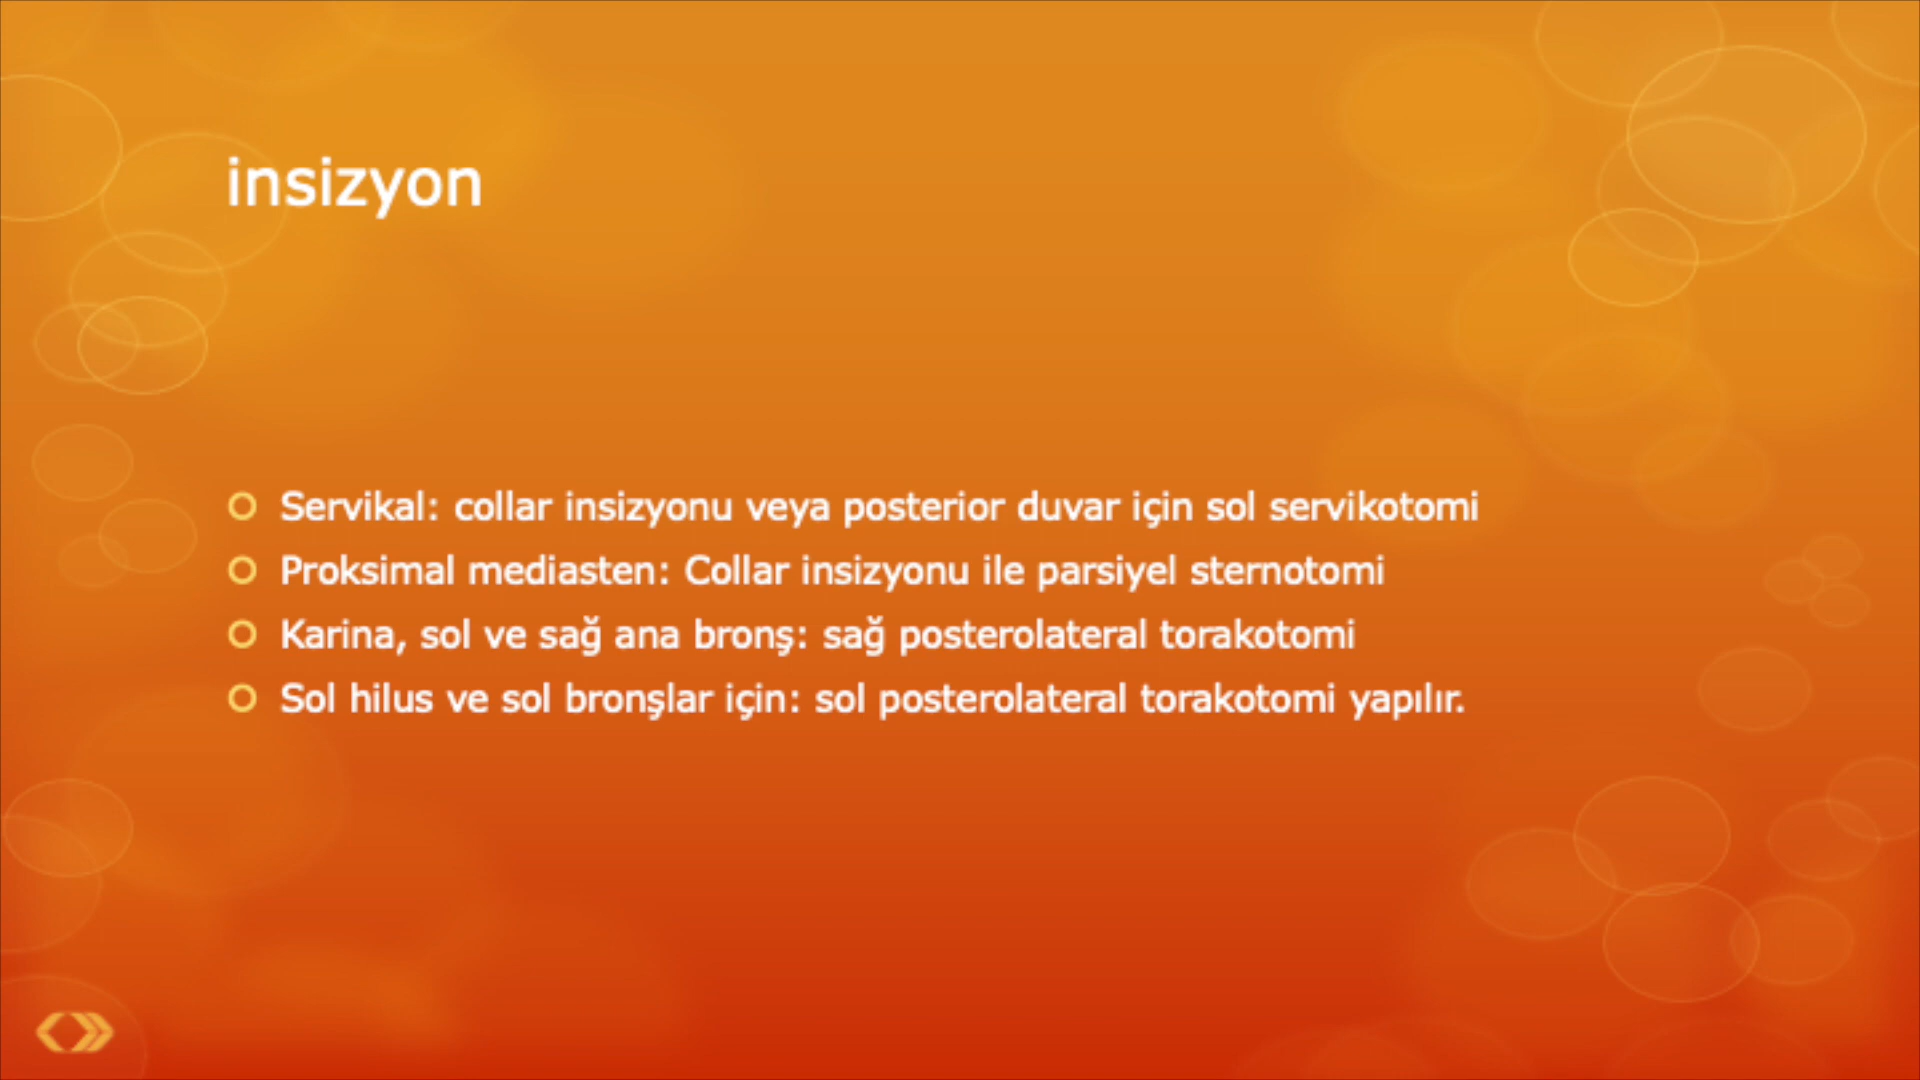 insizyon
Servikal: collar insizyonu veya posterior duvar için sol servikotomi
Proksimal mediasten: Collar insizyonu ile parsiyel sternotomi
Karina, sol ve sağ ana bronş: sağ posterolateral torakotomi
Sol hilus ve sol bronşlar için: sol posterolateral torakotomi yapılır.